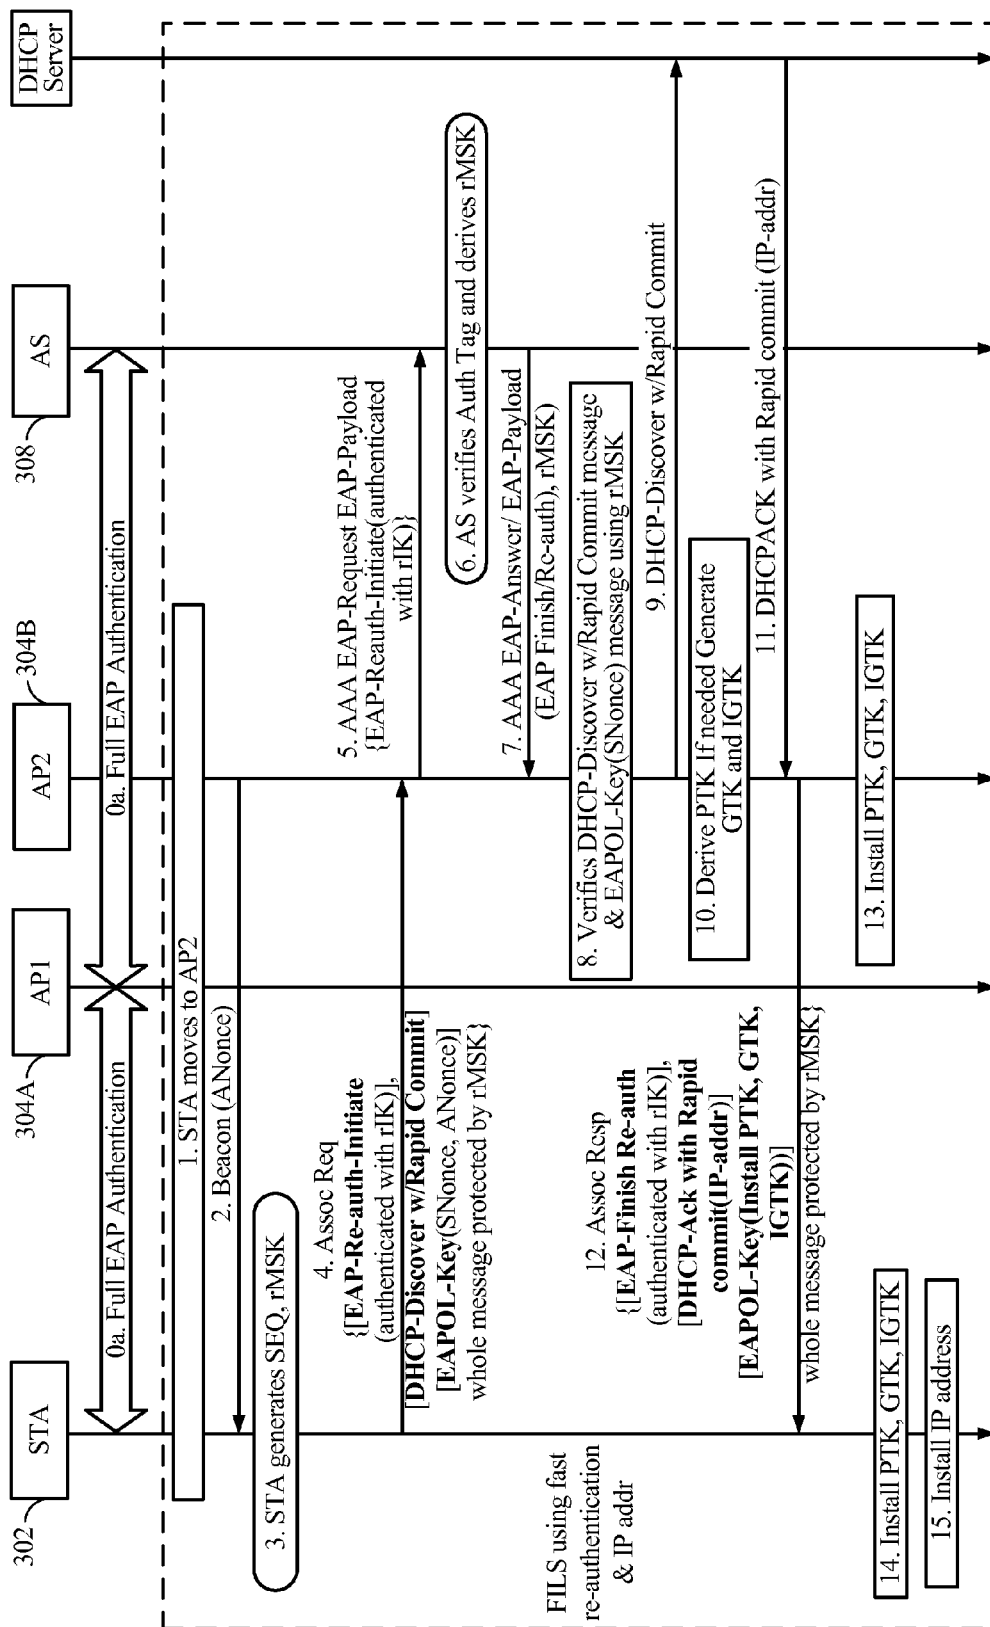 STA
302
AP1
304A
AP2
304B
AS
308
DHCP
Server
0a. Full EAP Authentication
0a. Full EAP Authentication
1. STA moves to AP2
2. Beacon (ANonce)
3. STA generates SEQ, rMSK
4. Assoc Req
{[EAP-Re-auth-Initiate
(authenticated with rIK)],
[DHCP-Discover w/Rapid Commit]
[EAPOL-Key(SNonce, ANonce)]
whole message protected by rMSK}
5. AAA EAP-Request EAP-Payload
{EAP-Reauth-Initiate(authenticated
with rIK)}
6. AS verifies Auth Tag and derives rMSK
7. AAA EAP-Answer/ EAP-Payload
(EAP Finish/Re-auth), rMSK)
8. Verifies DHCP-Discover w/Rapid Commit message
& EAPOL-Key(SNonce) message using rMSK
9. DHCP-Discover w/Rapid Commit
10. Derive PTK If needed Generate
GTK and IGTK
11. DHCPACK with Rapid commit (IP-addr)
12. Assoc Resp
{[EAP-Finish Re-auth
(authenticated with rIK)],
[DHCP-Ack with Rapid
commit(IP-addr)]
[EAPOL-Key(Install PTK, GTK,
IGTK))]
whole message protected by rMSK}
FILS using fast
re-authentication
& IP addr
13. Install PTK, GTK, IGTK
14. Install PTK, GTK, IGTK
15. Install IP address